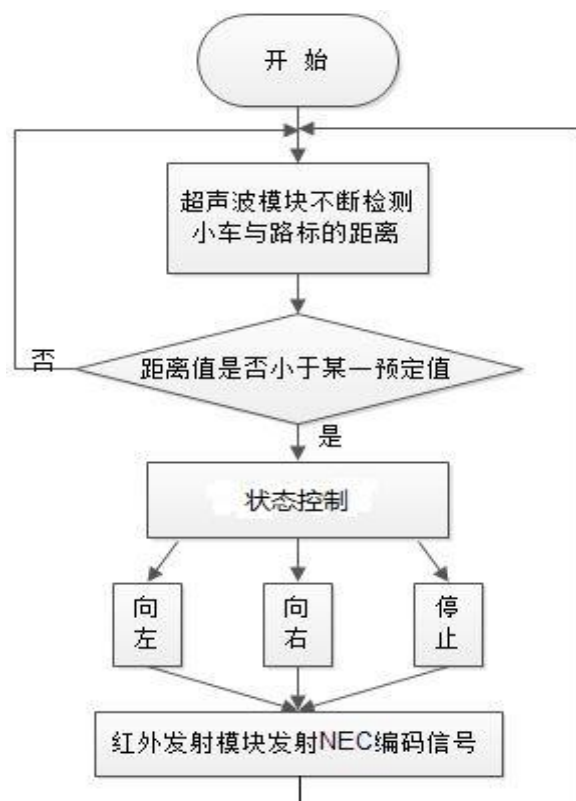 开 始
超声波模块不断检测
小车与路标的距离
否
距离值是否小于某一预定值
是
状态控制
向
左
向
右
停
止
红外发射模块发射NEC编码信号